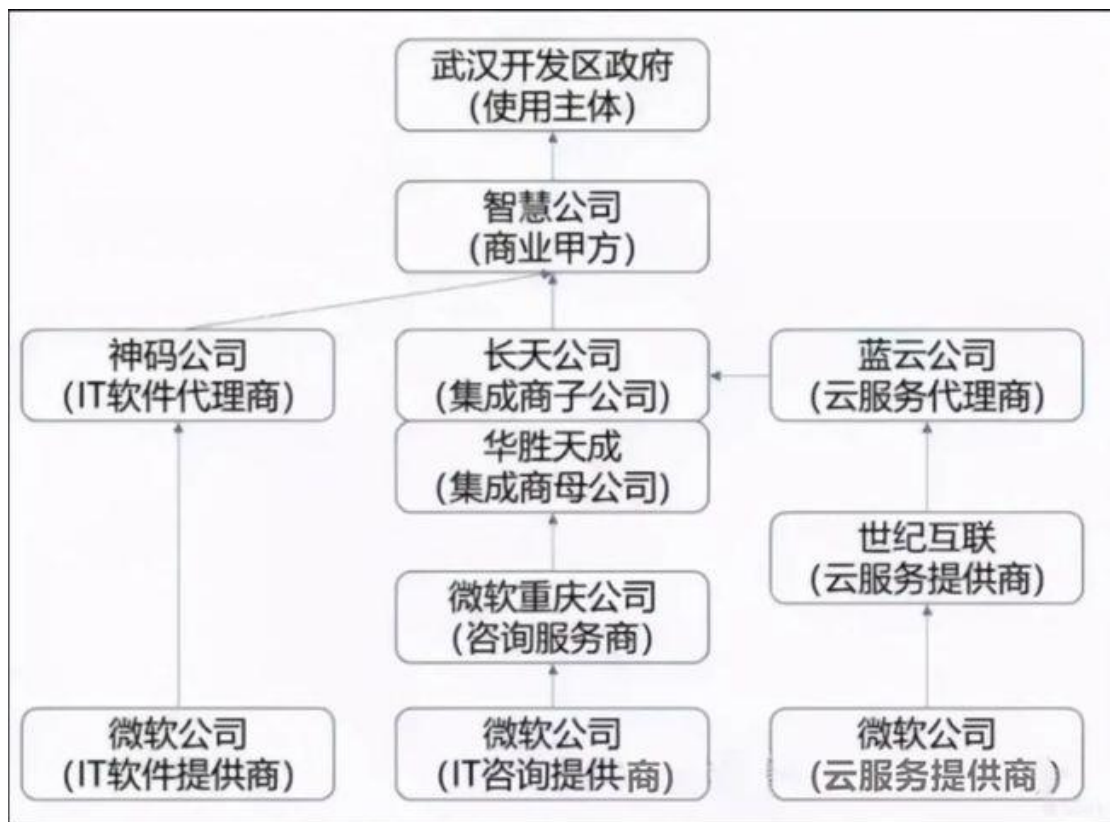 武汉开发区政府
(使用主体)
智慧公司
(商业甲方)
神码公司
(IT软件代理商)
长天公司
(集成商子公司)
蓝云公司
(云服务代理商)
华胜天成
(集成商母公司)
世纪互联
(云服务提供商)
微软重庆公司
(咨询服务商)
微软公司
(IT软件提供商)
微软公司
(IT咨询提供商)
微软公司
(云服务提供商)